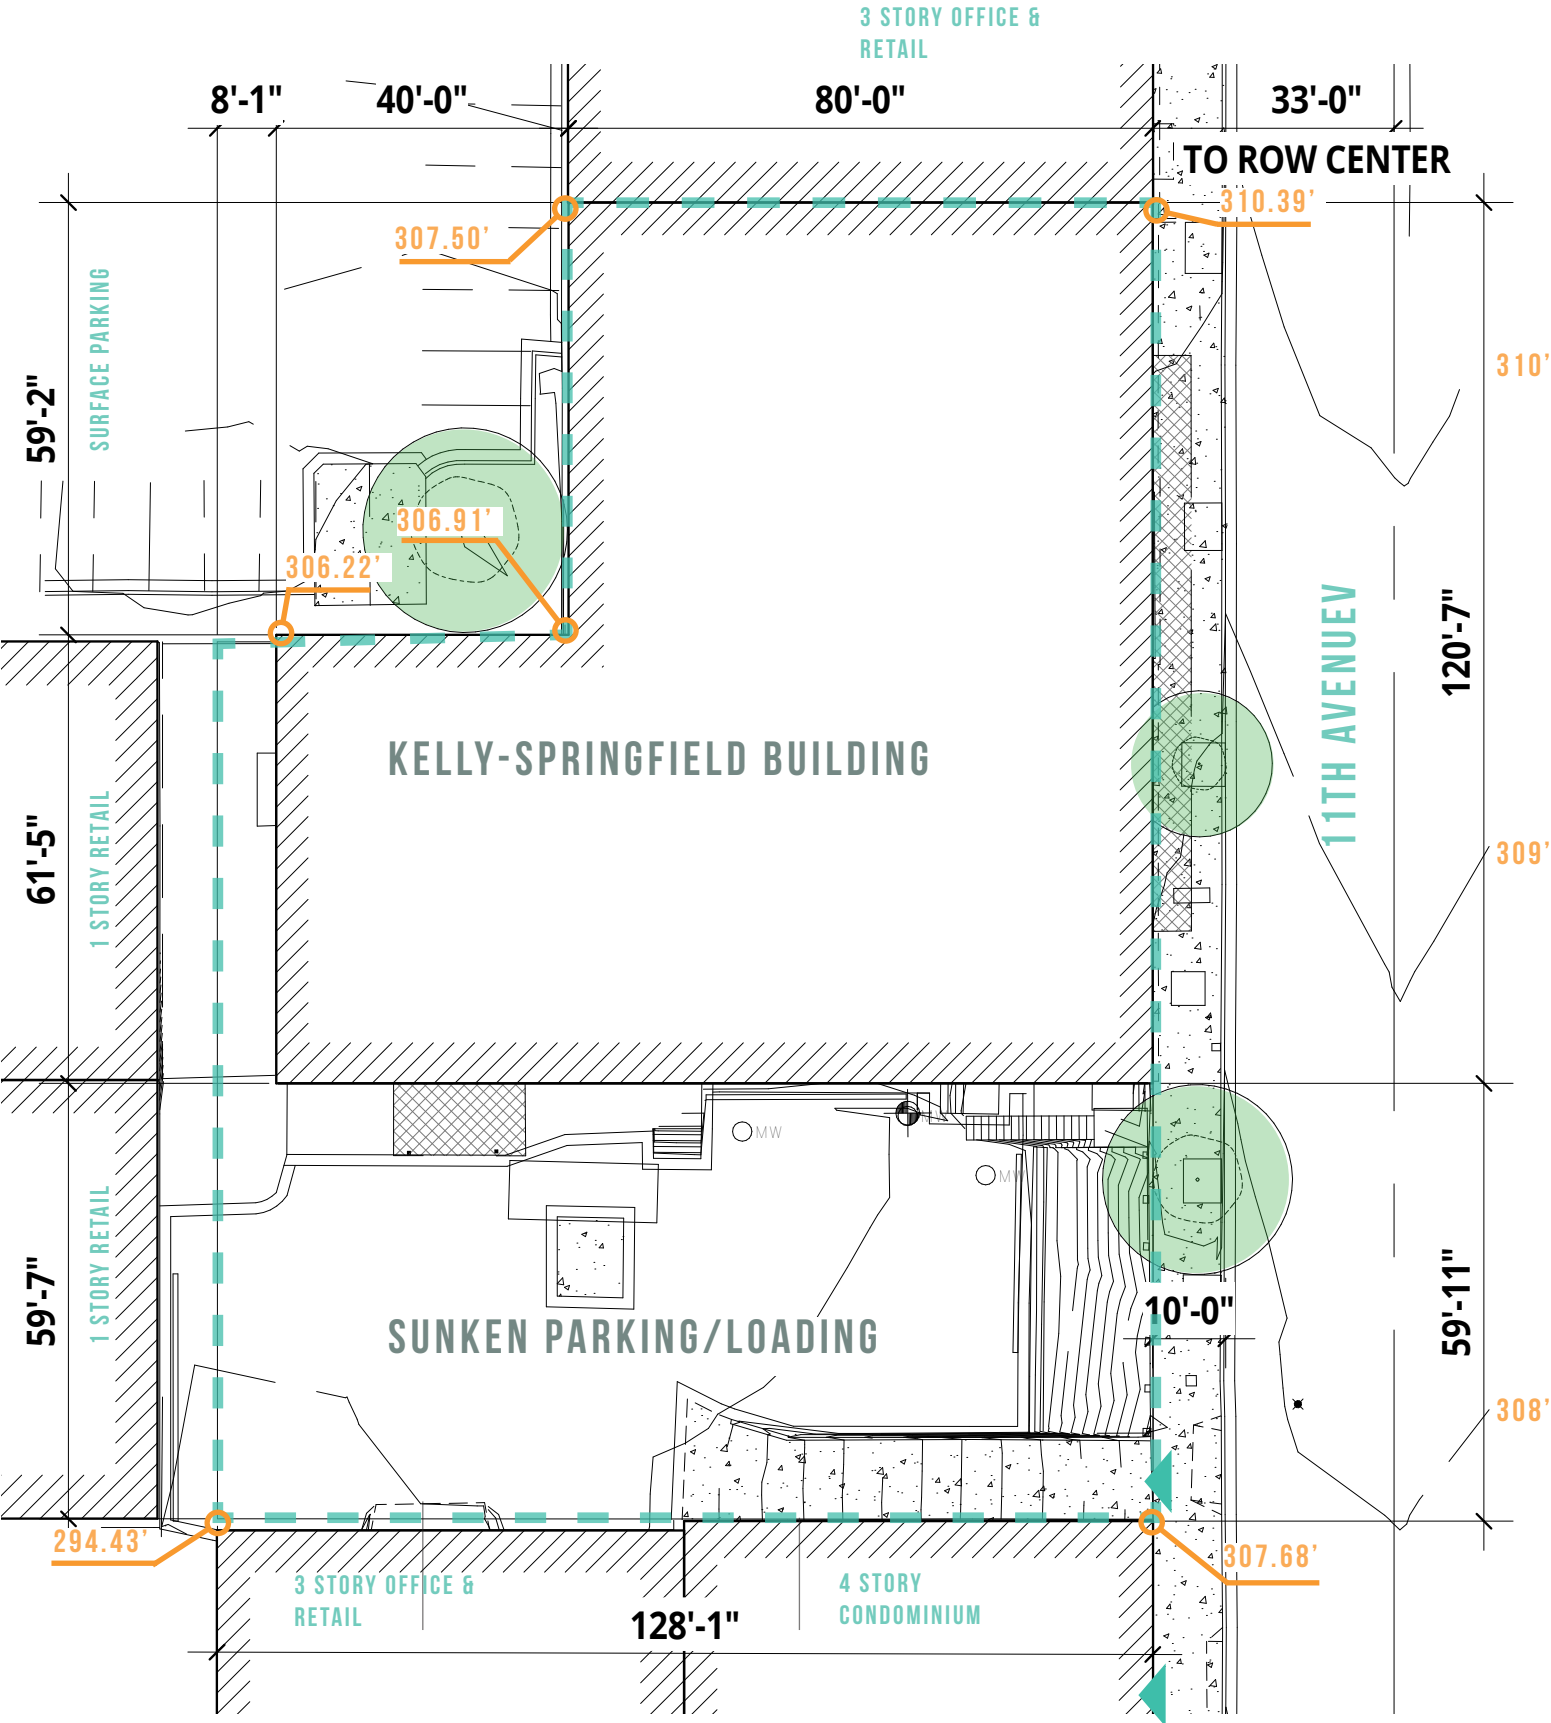 3 STORY OFFICE &
RETAIL
8'-1"
40'-0"
80'-0"
33'-0"
TO ROW CENTER
310.39'
307.50'
SURFACE PARKING
59'-2"
310'
306.91'
306.22'
11TH AVENUEV
120'-7"
KELLY-SPRINGFIELD BUILDING
61'-5"
1 STORY RETAIL
309'
MW
MW
1 STORY RETAIL
59'-7"
10'-0"
59'-11"
SUNKEN PARKING/LOADING
308'
294.43'
307.68'
3 STORY OFFICE &
RETAIL
4 STORY
CONDOMINIUM
128'-1"